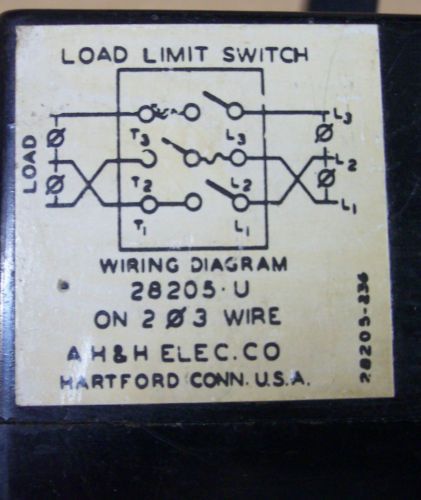 LOAD LIMIT SWITCH
LOAD
L3
T3 L3
L2
T2 L2
T1 L1
L1
WIRING DIAGRAM
28205-U
ON 2 Ø 3 WIRE
A H & H ELEC. CO
HARTFORD CONN. U.S.A.
28205-236